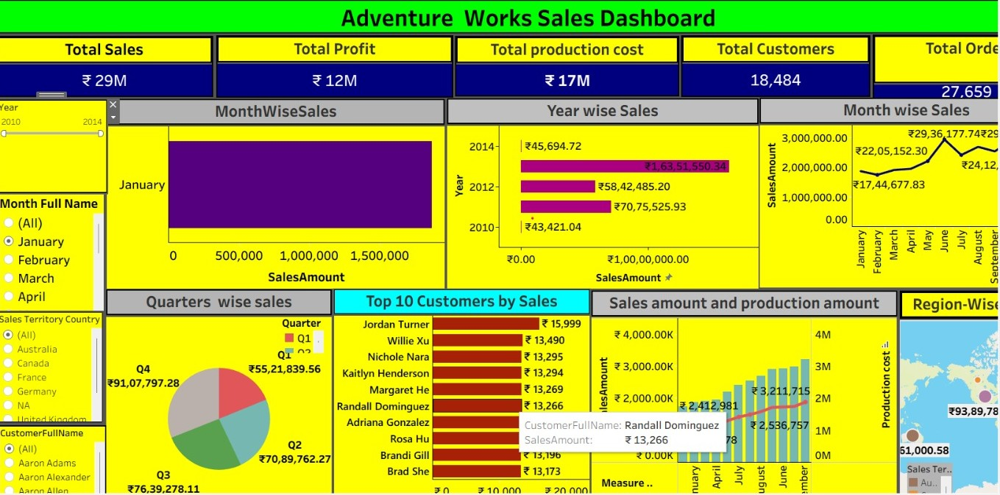 Adventure Works Sales Dashboard
Total Sales
₹ 29M
Total Profit
₹ 12M
Total production cost
₹ 17M
Total Customers
18,484
Total Orde
27,659
Year
2010
2014
Month Full Name
(All)
January
February
March
April
Sales Territory Country
(All)
Australia
Canada
France
Germany
NA
United Kingdom
CustomerFullName
(All)
Aaron Adams
Aaron Alexander
Aaron Allen
MonthWiseSales
January
0
500,000
1,000,000
1,500,000
SalesAmount
Year wise Sales
Year
2014
₹45,694.72
₹1,63,51,550.34
2012
₹58,42,485.20
₹70,75,525.93
2010
₹43,421.04
₹0.00
₹1,00,00,000.00
SalesAmount
Month wise Sales
SalesAmount
3,000,000.00
2,000,000.00
1,000,000.00
0.00
₹29,36,177.74
₹29
₹22,05,152.30
₹24,12,
₹17,44,677.83
January
February
March
April
May
June
July
August
September
Quarters wise sales
Quarter
Q1
Q2
Q1
₹55,21,839.56
Q4
₹91,07,797.28
Q2
₹70,89,762.27
Q3
₹76,39,278.11
Top 10 Customers by Sales
Jordan Turner ₹ 15,999
Willie Xu ₹ 13,490
Nichole Nara ₹ 13,295
Kaitlyn Henderson ₹ 13,294
Margaret He ₹ 13,269
Randall Dominguez ₹ 13,266
Adriana Gonzalez
Rosa Hu
Brandi Gill ₹ 13,196
Brad She ₹ 13,173
₹ 0
₹ 10,000
₹ 20,000
CustomerFullName: Randall Dominguez
SalesAmount: ₹ 13,266
Sales amount and production amount
lesAmount
₹ 4,000.00K
₹ 3,000.00K
₹ 2,000.00K
₹ 0.00K
₹ 2,412,981
₹ 3,211,715
₹ 2,536,757
78
4M
3M
2M
1M
0M
Production cost
nuary
April
July
ugust
June
ember
Measure ..
Region-Wise
₹93,89,78
61,000.58
Sales Ter..
Au..